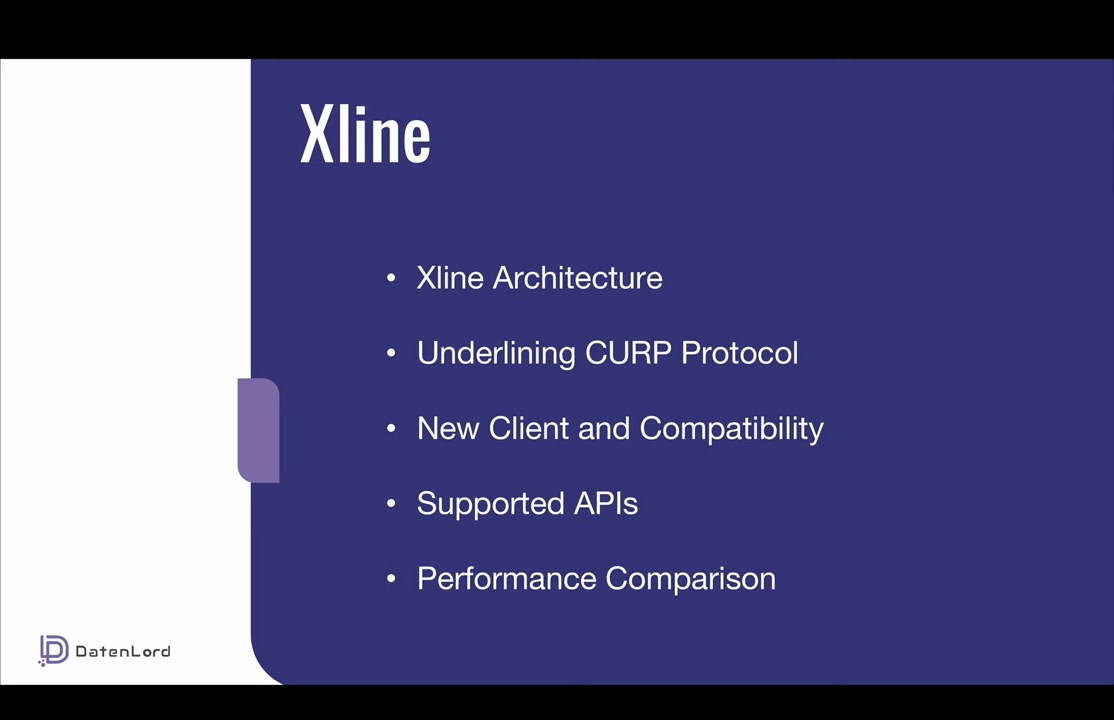 Xline
• Xline Architecture
• Underlining CURP Protocol
• New Client and Compatibility
• Supported APIs
• Performance Comparison
DatenLord